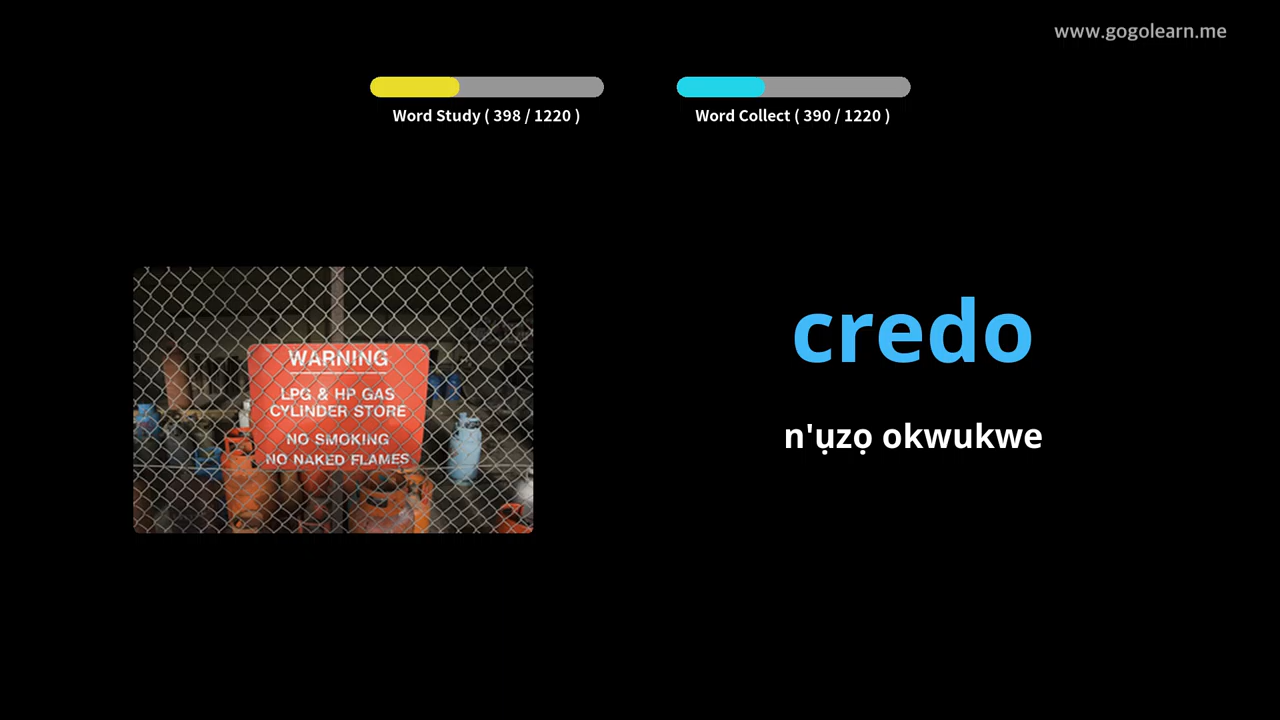 www.gogolearn.me
Word Study ( 398 / 1220 )
Word Collect ( 390 / 1220 )
WARNING
LPG & HP GAS
CYLINDER STORE
NO SMOKING
NO NAKED FLAMES
credo
n'ụzọ okwukwe